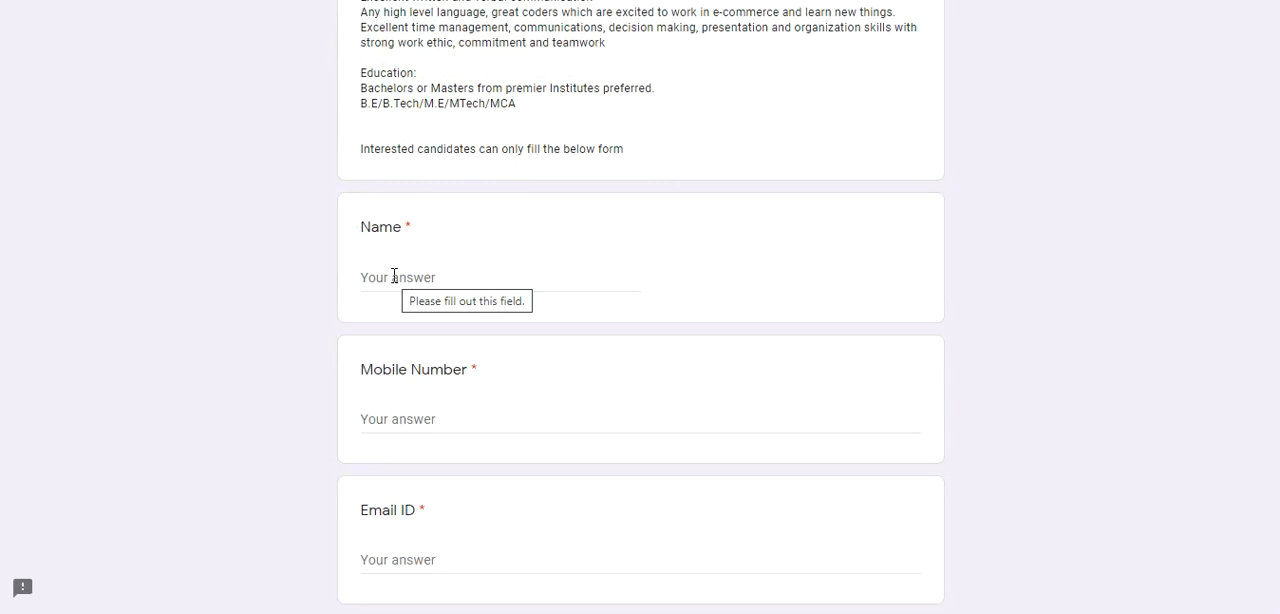 Any high level language, great coders which are excited to work in e-commerce and learn new things.
Excellent time management, communications, decision making, presentation and organization skills with
strong work ethic, commitment and teamwork
Education:
Bachelors or Masters from premier Institutes preferred.
B.E/B.Tech/M.E/MTech/MCA
Interested candidates can only fill the below form
Name *
Your answer
Please fill out this field.
Mobile Number *
Your answer
Email ID *
Your answer